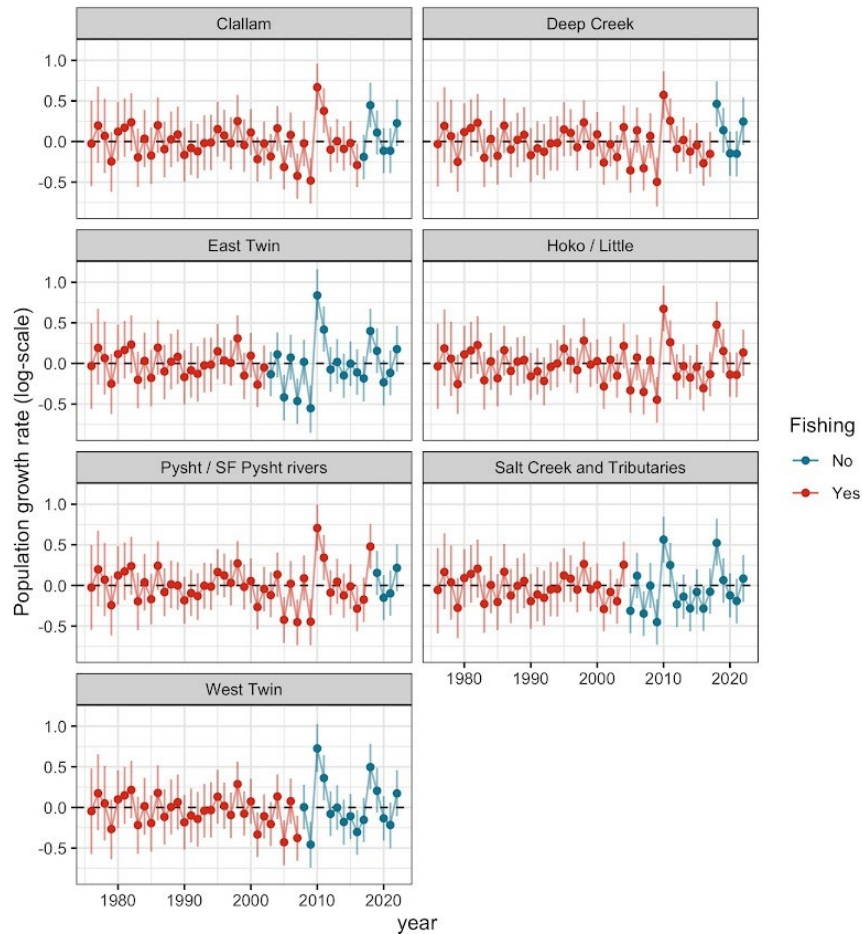 Clallam
Deep Creek
1.0
0.5
0.0
-0.5
East Twin
Hoko / Little
1.0
0.5
0.0
-0.5
Population growth rate (log-scale)
Fishing
No
Yes
Pysht / SF Pysht rivers
Salt Creek and Tributaries
1.0
0.5
0.0
-0.5
1980 1990 2000 2010 2020
West Twin
1.0
0.5
0.0
-0.5
1980 1990 2000 2010 2020
year